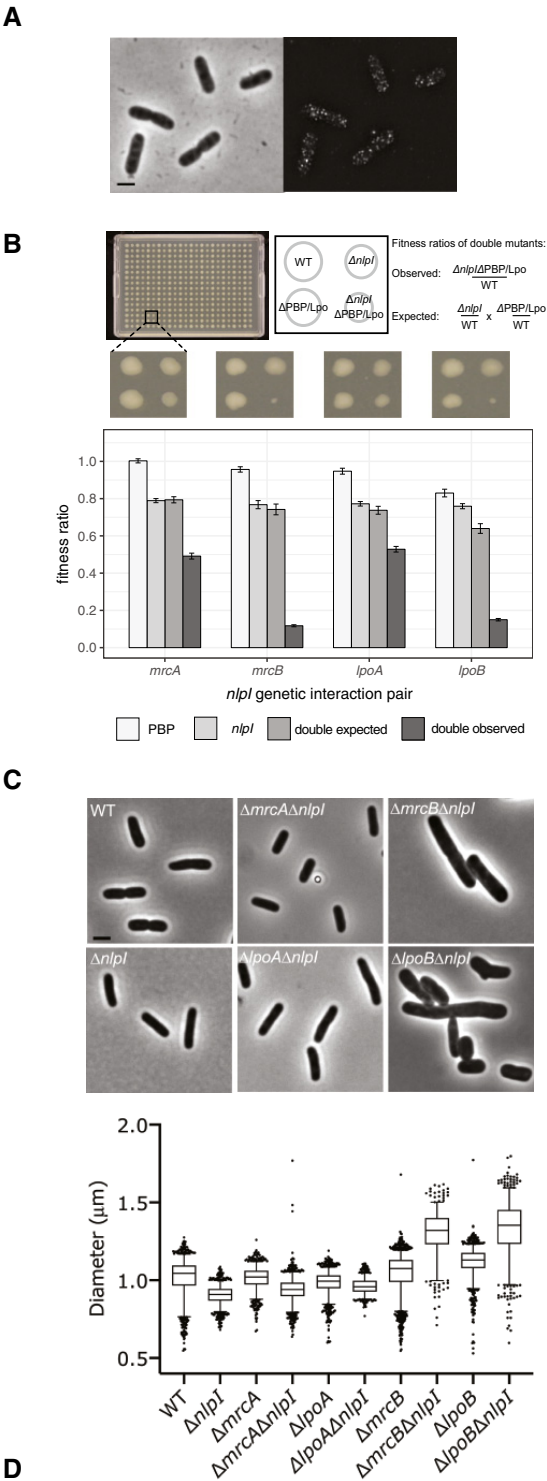 A
B
WT
ΔnlpI
ΔPBP/Lpo
ΔnlpI
ΔPBP/Lpo
Fitness ratios of double mutants:
Observed: ΔnlpIΔPBP/Lpo
WT
Expected: ΔnlpI x ΔPBP/Lpo
WT WT
fitness ratio
1.0
0.8
0.6
0.4
0.2
0.0
mrcA mrcB lpoA lpoB
nlpI genetic interaction pair
PBP nlpI double expected double observed
C
WT ΔmrcAΔnlpI ΔmrcBΔnlpI
ΔnlpI ΔlpoAΔnlpI ΔlpoBΔnlpI
Diameter (μm)
2.0
1.5
1.0
0.5
WT ΔnlpI ΔmrcA ΔmrcAΔnlpI ΔlpoA ΔlpoAΔnlpI ΔmrcB ΔmrcBΔnlpI ΔlpoB ΔlpoBΔnlpI
D